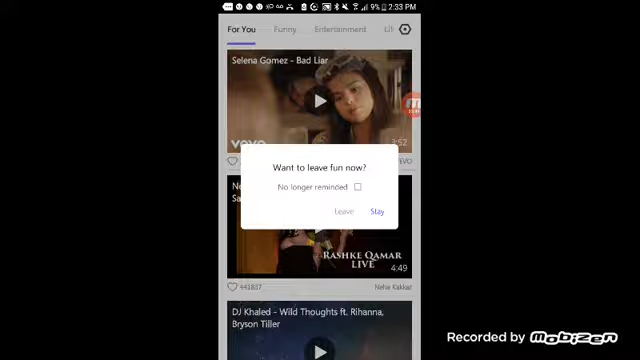 9% 2:33 PM
For You Funny Entertainment
Selena Gomez - Bad Liar
vevo
3:52
Want to leave fun now?
No longer reminded
Leave Stay
RASHKE QAMAR
LIVE
4:49
441837 Neha Kakkar
DJ Khaled - Wild Thoughts ft. Rihanna,
Bryson Tiller
Recorded by Mobizen